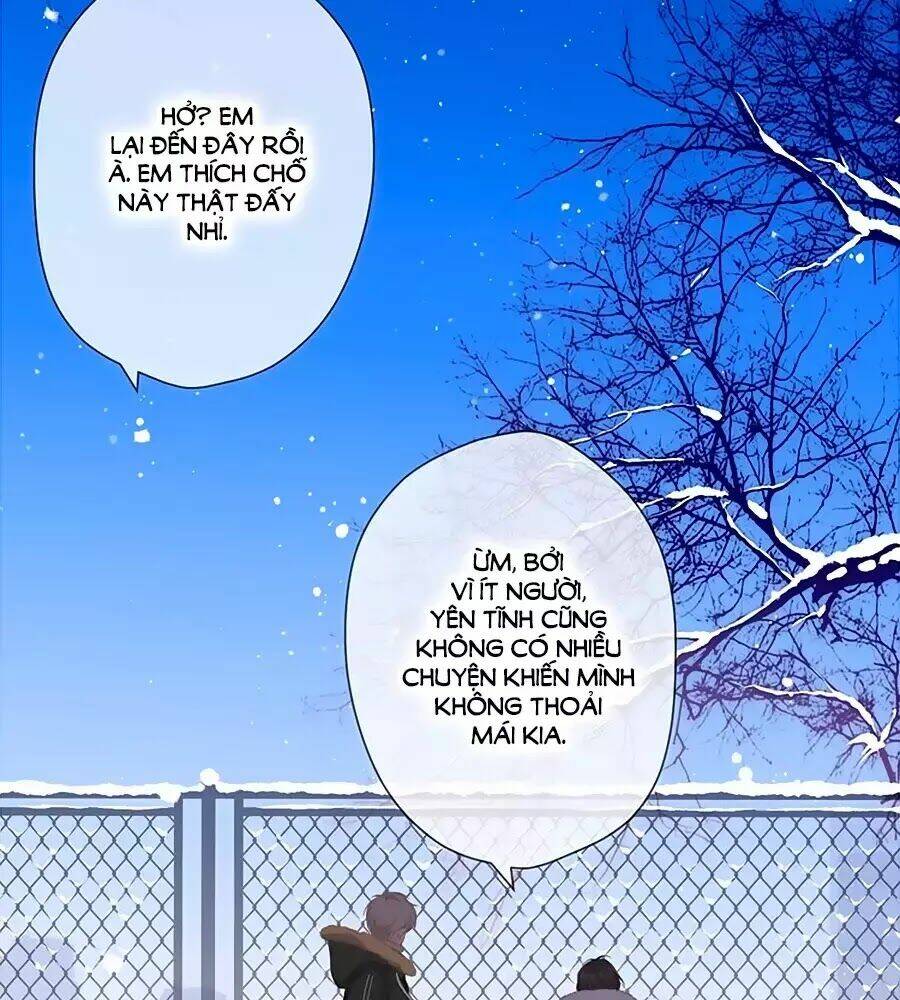 HỞ? EM
LẠI ĐẾN ĐÂY RỒI
À. EM THÍCH CHỖ
NÀY THẬT ĐẤY
NHỈ.
ỪM, BỞI
VÌ ÍT NGƯỜI,
YÊN TĨNH CŨNG
KHÔNG CÓ NHIỀU
CHUYỆN KHIẾN MÌNH
KHÔNG THOẢI
MÁI KIA.